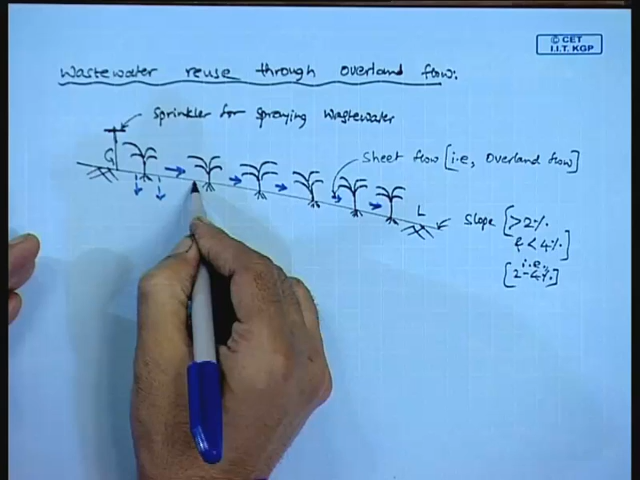 © CET
I.I.T. KGP
Wastewater reuse through overland flow:
Sprinkler for spraying wastewater
Sheet flow [i.e, overland flow]
G
L
Slope [>2%.
& <4%.]
i.e.
[2-4%.]